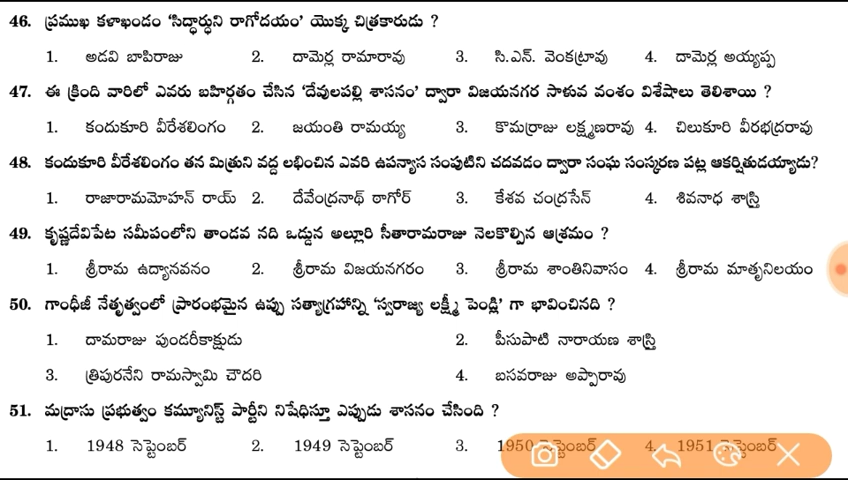 46. ప్రముఖ కళాఖండం ‘సిద్ధార్థుని రాగోదయం’ యొక్క చిత్రకారుడు ?
1. అడవి బాపిరాజు 2. దామెర్ల రామారావు 3. సి.ఎన్. వెంకట్రావు 4. దామెర్ల అయ్యప్ప
47. ఈ క్రింది వారిలో ఎవరు బహిర్గతం చేసిన ‘దేవులపల్లి శాసనం’ ద్వారా విజయనగర సాళువ వంశం విశేషాలు తెలిశాయి ?
1. కందుకూరి వీరేశలింగం 2. జయంతి రామయ్య 3. కొమర్రాజు లక్ష్మణరావు 4. చిలుకూరి వీరభద్రరావు
48. కందుకూరి వీరేశలింగం తన మిత్రుని వద్ద లభించిన ఎవరి ఉపన్యాస సంపుటిని చదవడం ద్వారా సంఘ సంస్కరణ పట్ల ఆకర్షితుడయ్యాడు?
1. రాజారామమోహన్ రాయ్ 2. దేవేంద్రనాథ్ ఠాగోర్ 3. కేశవ చంద్రసేన్ 4. శివనాధ శాస్త్రి
49. కృష్ణదేవిపేట సమీపంలోని తాండవ నది ఒడ్డున అల్లూరి సీతారామరాజు నెలకొల్పిన ఆశ్రమం ?
1. శ్రీరామ ఉద్యానవనం 2. శ్రీరామ విజయనగరం 3. శ్రీరామ శాంతినివాసం 4. శ్రీరామ మాతృనిలయం
50. గాంధీజీ నేతృత్వంలో ప్రారంభమైన ఉప్పు సత్యాగ్రహాన్ని ‘స్వరాజ్య లక్ష్మీ పెండ్లి’ గా భావించినది ?
1. దామరాజు పుండరీకాక్షుడు 2. పీసుపాటి నారాయణ శాస్త్రి
3. త్రిపురనేని రామస్వామి చౌదరి 4. బసవరాజు అప్పారావు
51. మద్రాసు ప్రభుత్వం కమ్యూనిస్ట్ పార్టీని నిషేధిస్తూ ఎప్పుడు శాసనం చేసింది ?
1. 1948 సెప్టెంబర్ 2. 1949 సెప్టెంబర్ 3. 1950 సెప్టెంబర్ 4. 1951 సెప్టెంబర్